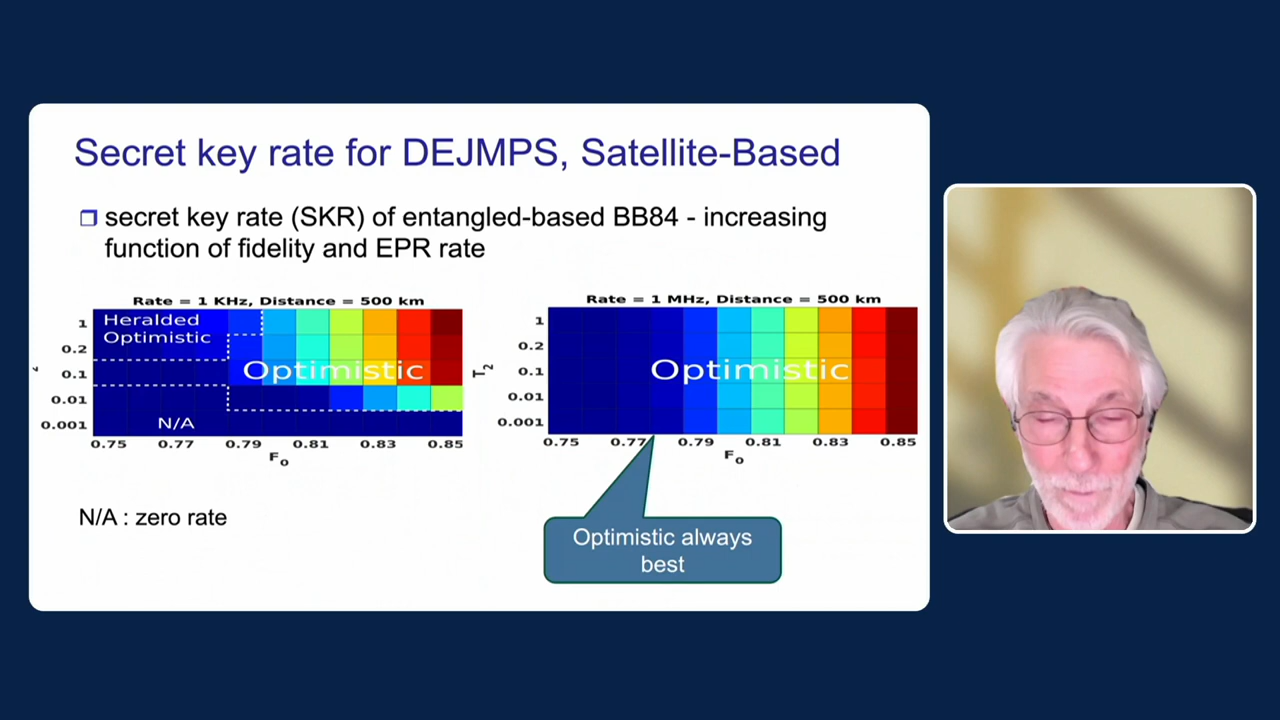 Secret key rate for DEJMPS, Satellite-Based
secret key rate (SKR) of entangled-based BB84 - increasing
function of fidelity and EPR rate
Rate = 1 KHz, Distance = 500 km
1
0.2
0.1
0.01
0.001
Heralded
Optimistic
Optimistic
N/A
0.75 0.77 0.79 0.81 0.83 0.85
F0
Rate = 1 MHz, Distance = 500 km
T2
1
0.2
0.1
0.01
0.001
Optimistic
0.75 0.77 0.79 0.81 0.83 0.85
F0
N/A : zero rate
Optimistic always
best